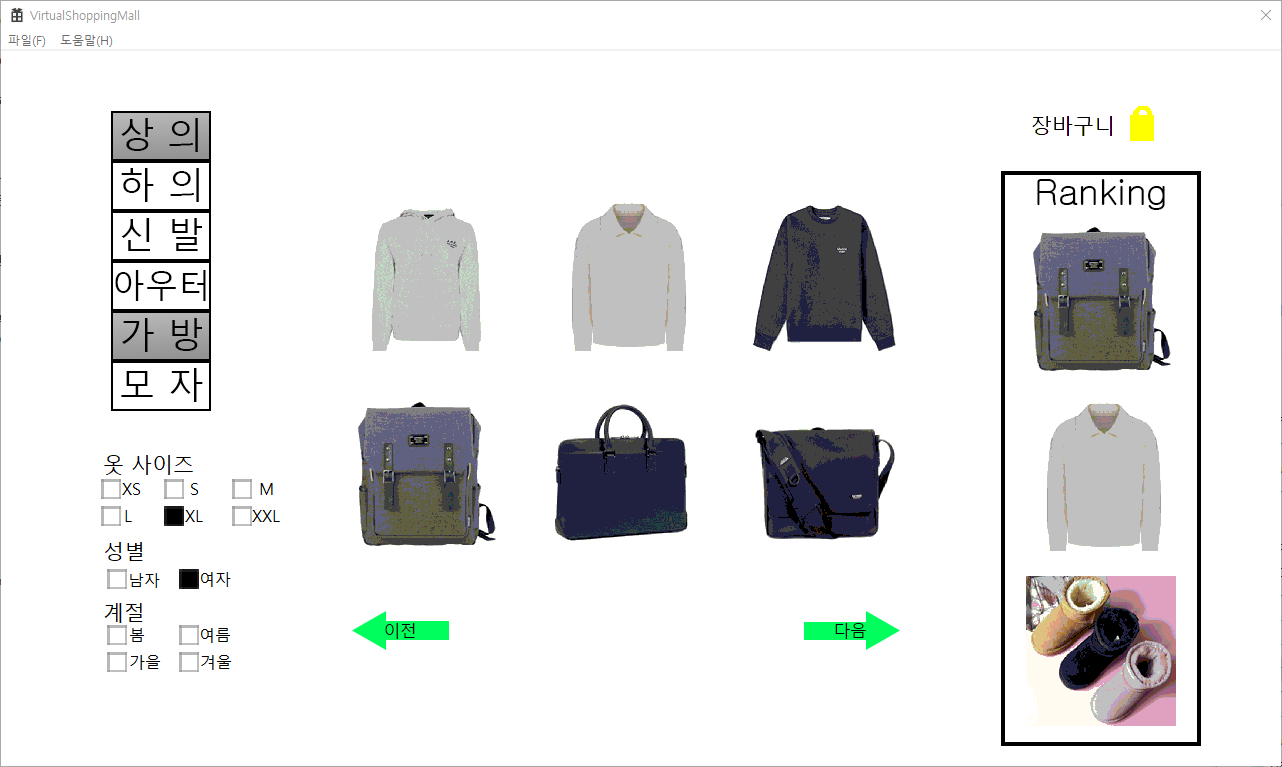 VirtualShoppingMall
파일(F) 도움말(H)
장바구니
상 의
하 의
신 발
아우터
가 방
모 자
Ranking
옷 사이즈
XS S M
L XL XXL
성별
남자 여자
계절
봄 여름
가을 겨울
이전 다음